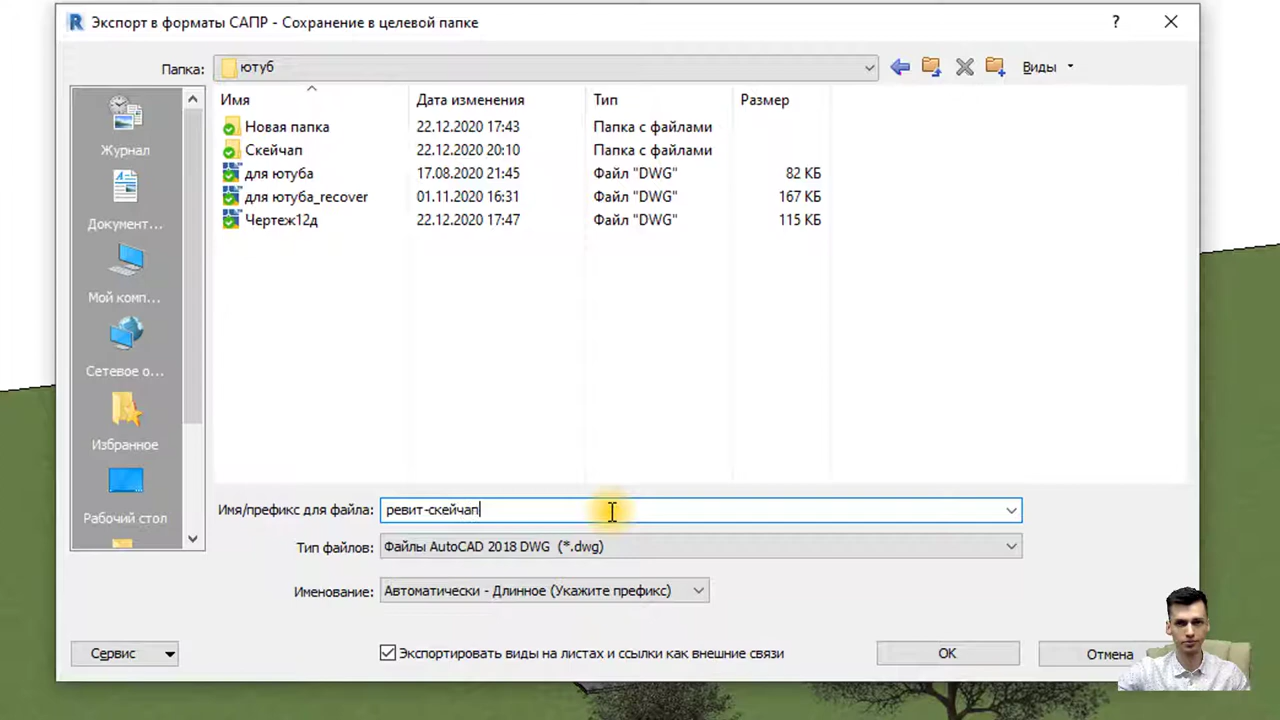 R Экспорт в форматы САПР - Сохранение в целевой папке ?
Папка: ютуб Виды
Имя Дата изменения Тип Размер
Новая папка 22.12.2020 17:43 Папка с файлами
Скейчап 22.12.2020 20:10 Папка с файлами
для ютуба 17.08.2020 21:45 Файл "DWG" 82 КБ
для ютуба_recover 01.11.2020 16:31 Файл "DWG" 167 КБ
Чертеж12д 22.12.2020 17:47 Файл "DWG" 115 КБ
Журнал
Документ...
Мой комп...
Сетевое о...
Избранное
Рабочий стол
Имя/префикс для файла: ревит-скейчап
Тип файлов: Файлы AutoCAD 2018 DWG (*.dwg)
Именование: Автоматически - Длинное (Укажите префикс)
Сервис Экспортировать виды на листах и ссылки как внешние связи OK Отмена